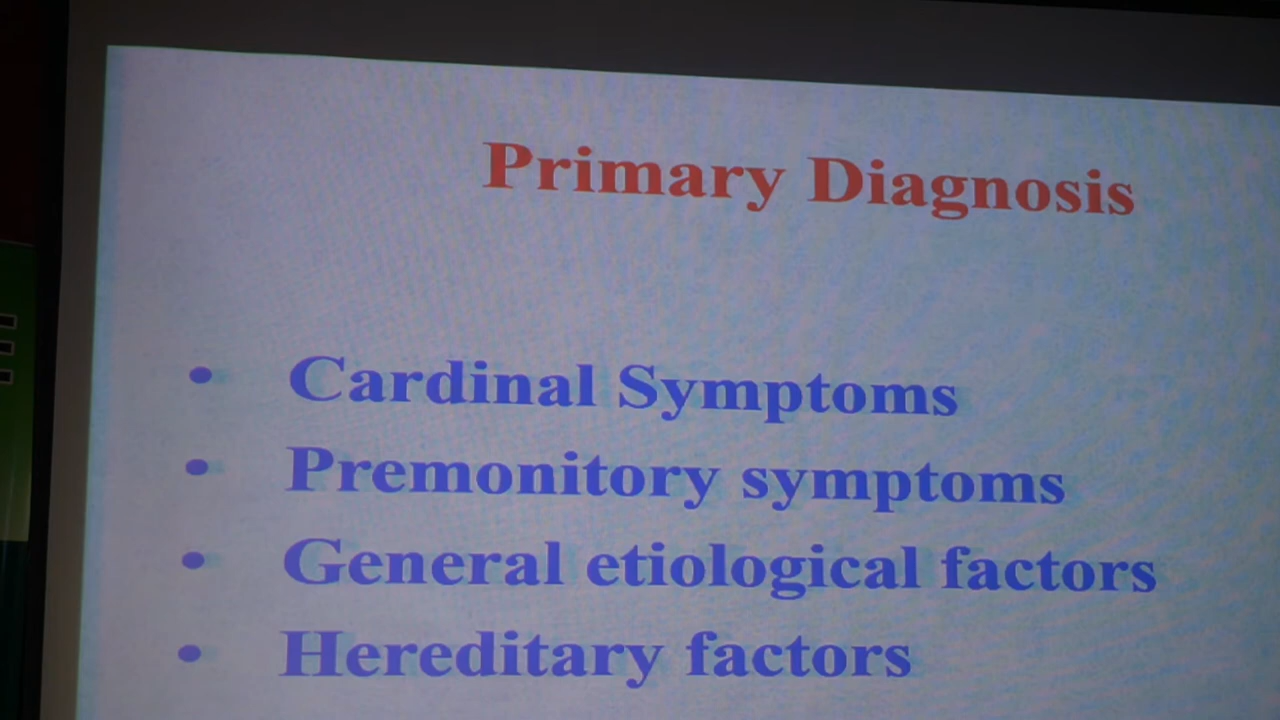 Primary Diagnosis
• Cardinal Symptoms
• Premonitory symptoms
• General etiological factors
• Hereditary factors